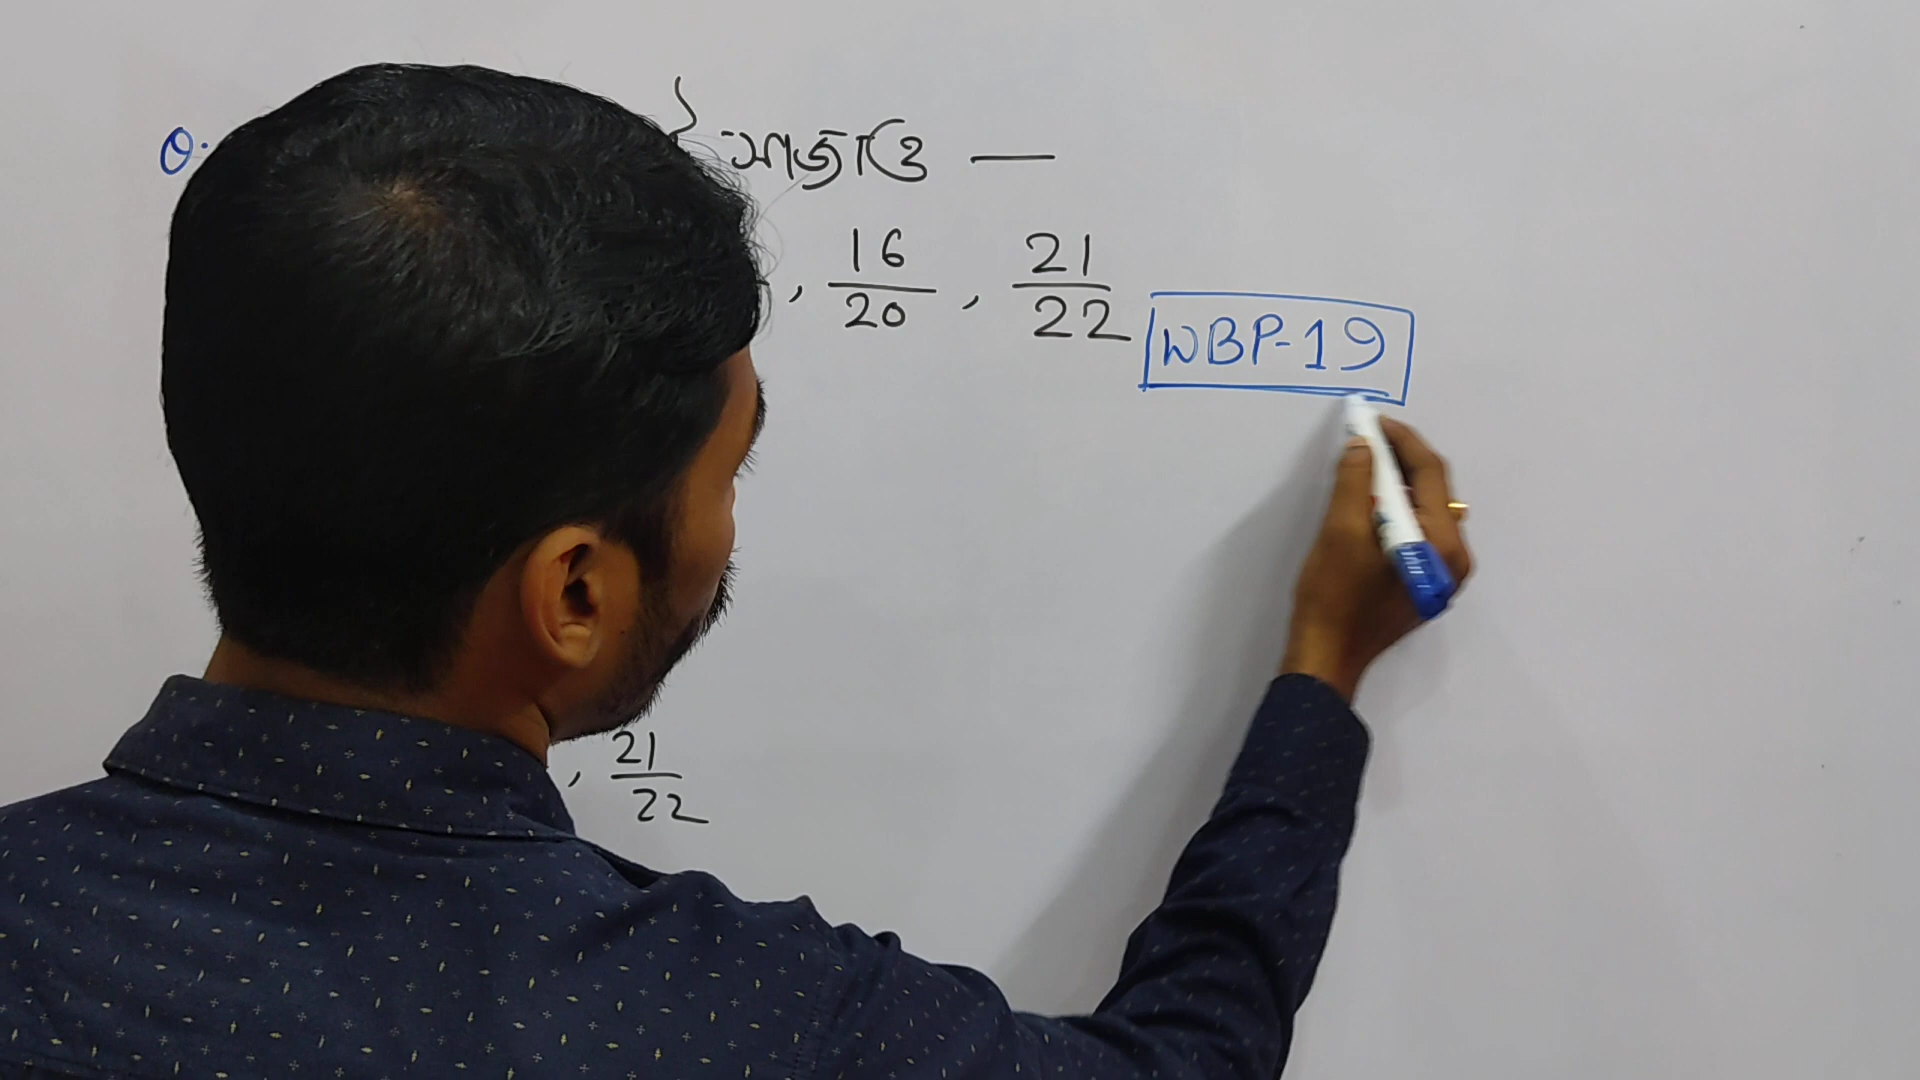 Q. সাজাও —
, 16/20 , 21/22
WBP-19
, 21/22